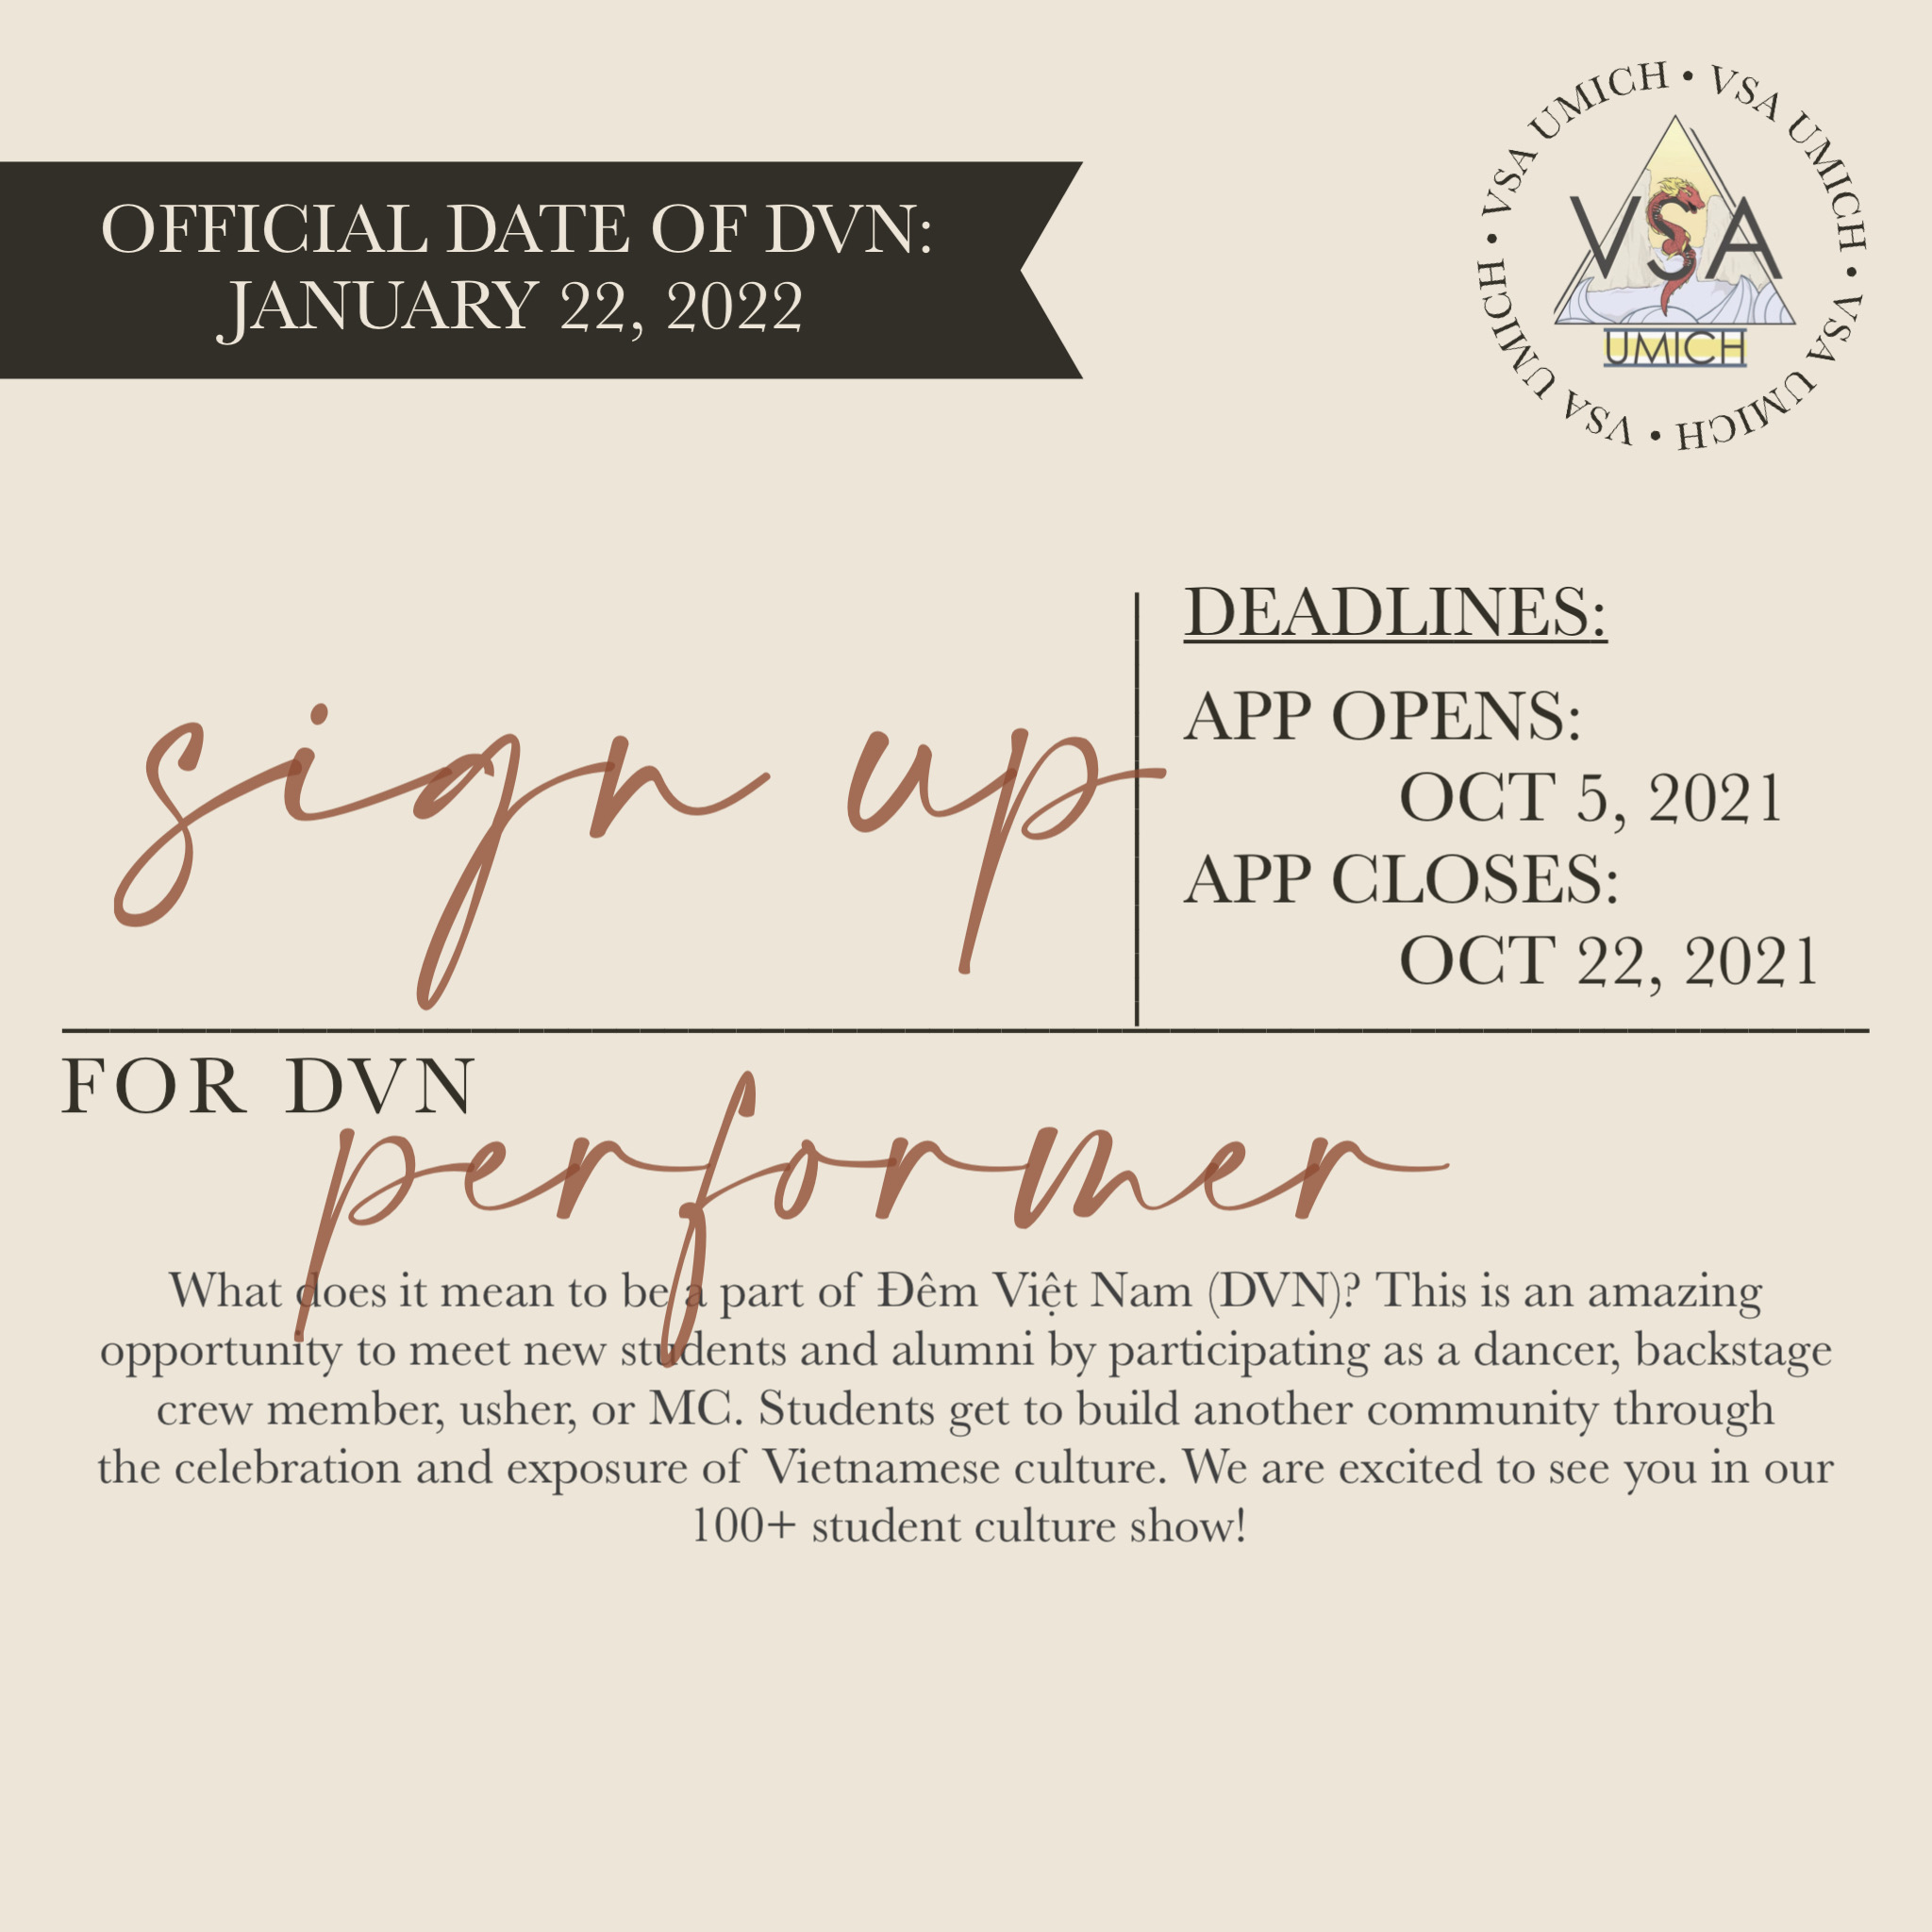 OFFICIAL DATE OF DVN:
JANUARY 22, 2022
VSA UMICH • VSA UMICH • VSA UMICH • VSA UMICH • VSA UMICH •
VSA
UMICH
sign up
DEADLINES:
APP OPENS:
OCT 5, 2021
APP CLOSES:
OCT 22, 2021
FOR DVN
performer
What does it mean to be a part of Đêm Việt Nam (DVN)? This is an amazing
opportunity to meet new students and alumni by participating as a dancer, backstage
crew member, usher, or MC. Students get to build another community through
the celebration and exposure of Vietnamese culture. We are excited to see you in our
100+ student culture show!